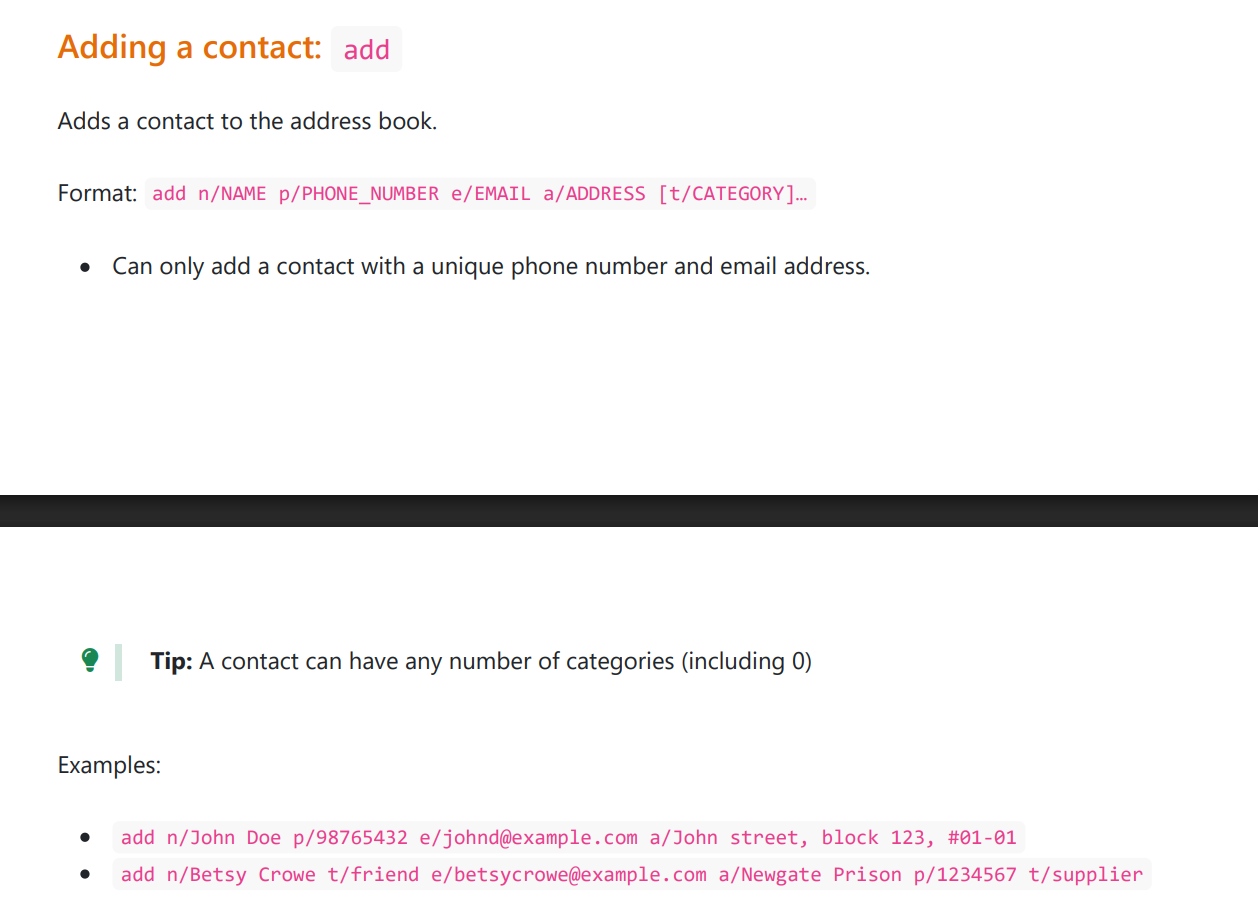 Adding a contact: add
Adds a contact to the address book.
Format: add n/NAME p/PHONE_NUMBER e/EMAIL a/ADDRESS [t/CATEGORY]…
• Can only add a contact with a unique phone number and email address.
Tip: A contact can have any number of categories (including 0)
Examples:
• add n/John Doe p/98765432 e/johnd@example.com a/John street, block 123, #01-01
• add n/Betsy Crowe t/friend e/betsycrowe@example.com a/Newgate Prison p/1234567 t/supplier